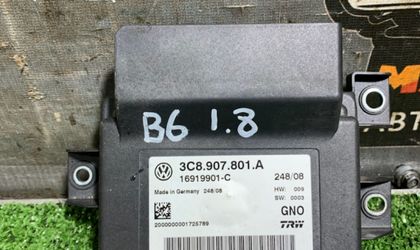 B6 1.8
3C8.907.801.A
16919901-C 248/08
Made in Germany 248/08 HW: 009
SW: 0003
GNO
2000000001725789
TRW